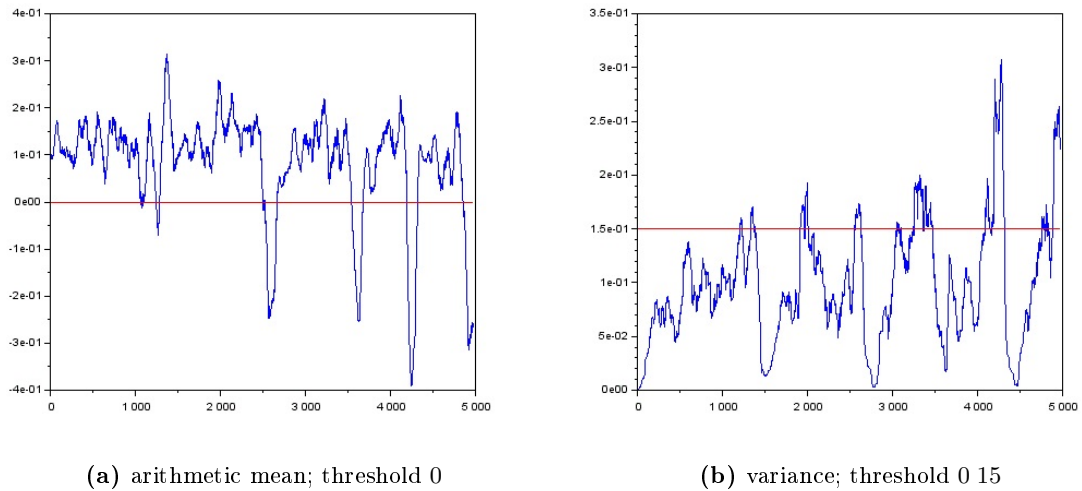 4e-01
3e-01
2e-01
1e-01
0e00
-1e-01
-2e-01
-3e-01
-4e-01
0 1 000 2 000 3 000 4 000 5 000
3.5e-01
3e-01
2.5e-01
2e-01
1.5e-01
1e-01
5e-02
0e00
0 1 000 2 000 3 000 4 000 5 000
(a) arithmetic mean; threshold 0
(b) variance; threshold 0 15